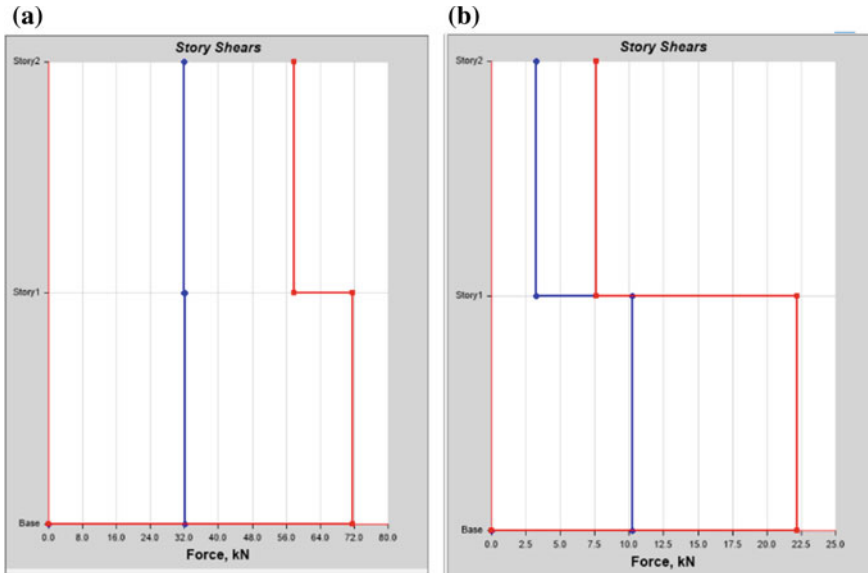 (a)
Story Shears
Story2
Story1
Base
0.0 8.0 16.0 24.0 32.0 40.0 48.0 56.0 64.0 72.0 80.0
Force, kN
(b)
Story Shears
Story2
Story1
Base
0.0 2.5 5.0 7.5 10.0 12.5 15.0 17.5 20.0 22.5 25.0
Force, kN